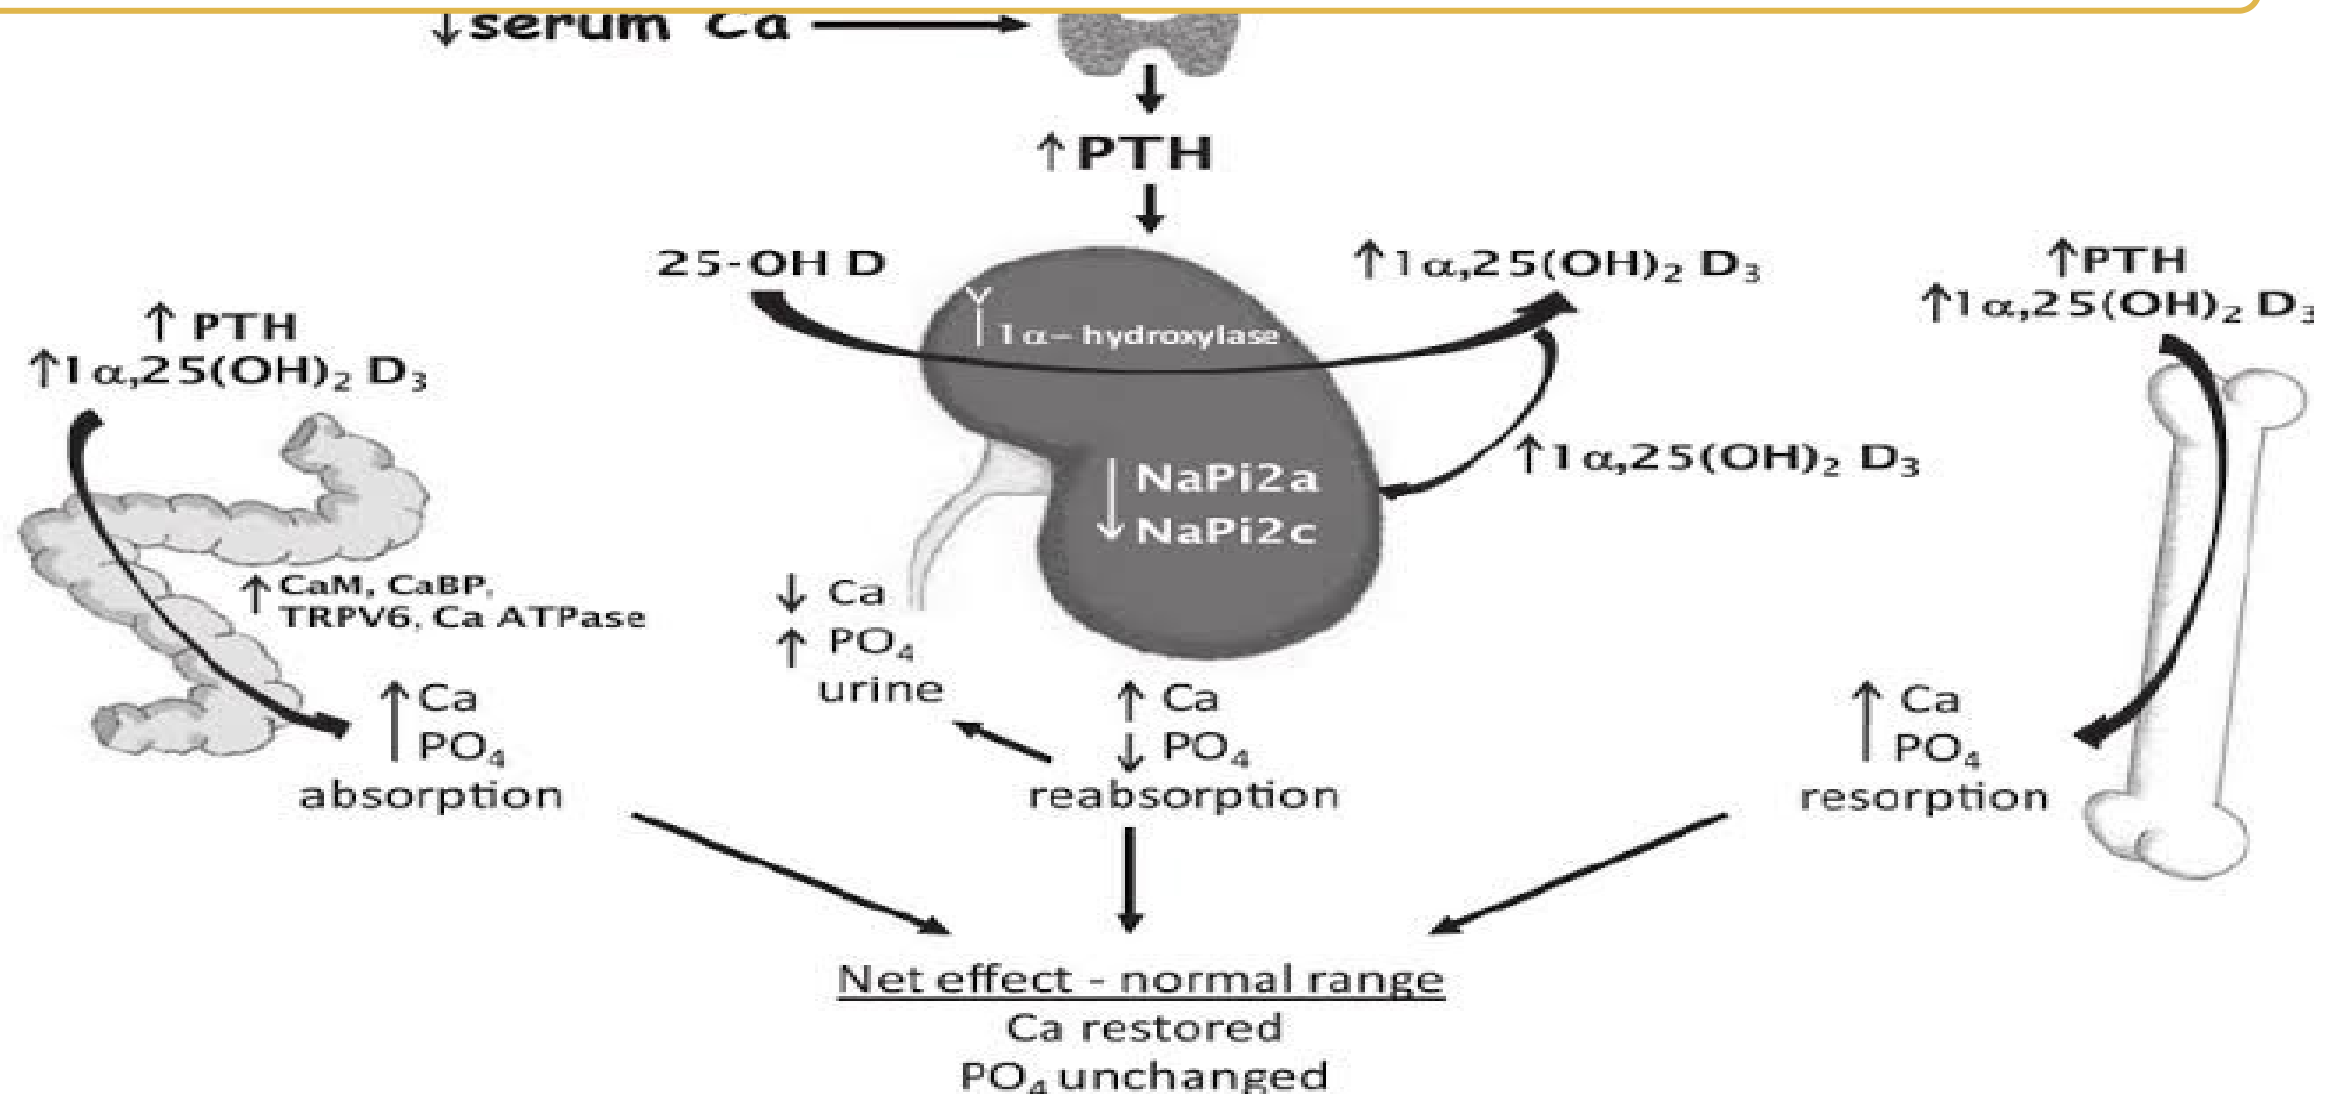 ↓serum Ca
↑PTH
25-OH D
↑1α,25(OH)₂ D₃
↑PTH
↑1α,25(OH)₂ D₃
↑ PTH
↑1α,25(OH)₂ D₃
1α– hydroxylase
↑1α,25(OH)₂ D₃
↓ NaPi2a
NaPi2c
↑ CaM, CaBP,
TRPV6, Ca ATPase
↓ Ca
↑ PO₄
urine
↑ Ca
PO₄
absorption
↑ Ca
↓ PO₄
reabsorption
↑ Ca
PO₄
resorption
Net effect - normal range
Ca restored
PO₄ unchanged